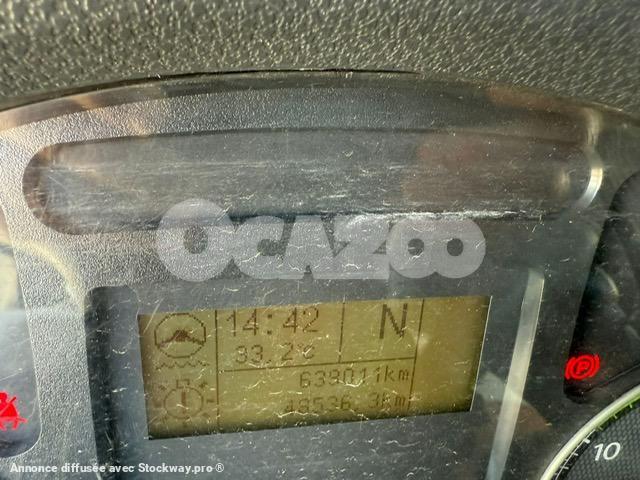 OCAZOO
14:42
N
33.2°C
639011km
P
10
Annonce diffusée avec Stockway.pro®